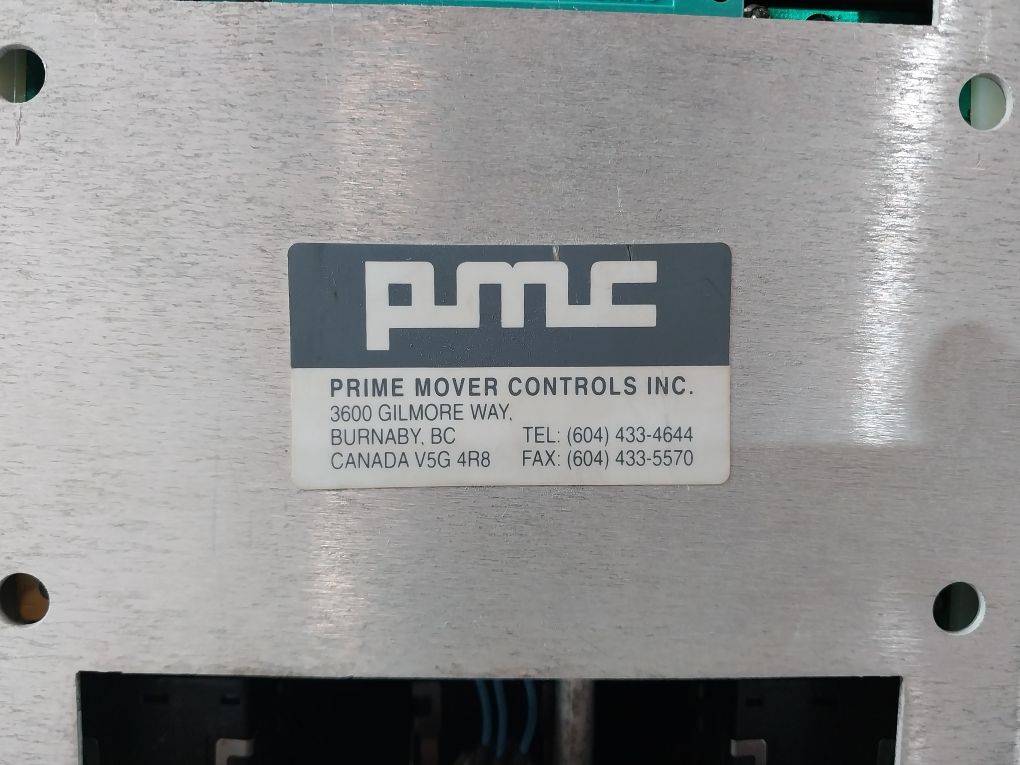 pmc
PRIME MOVER CONTROLS INC.
3600 GILMORE WAY,
BURNABY, BC TEL: (604) 433-4644
CANADA V5G 4R8 FAX: (604) 433-5570